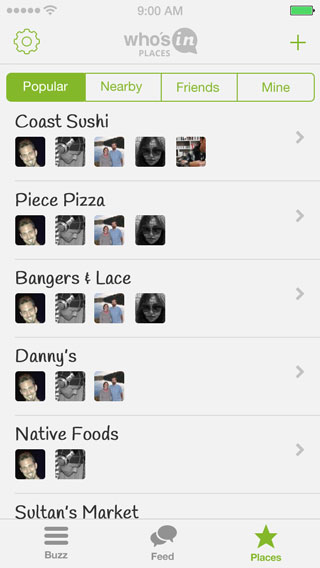 9:00 AM
who's in
PLACES
Popular Nearby Friends Mine
Coast Sushi
Piece Pizza
Bangers & Lace
Danny's
Native Foods
Sultan's Market
Buzz Feed Places